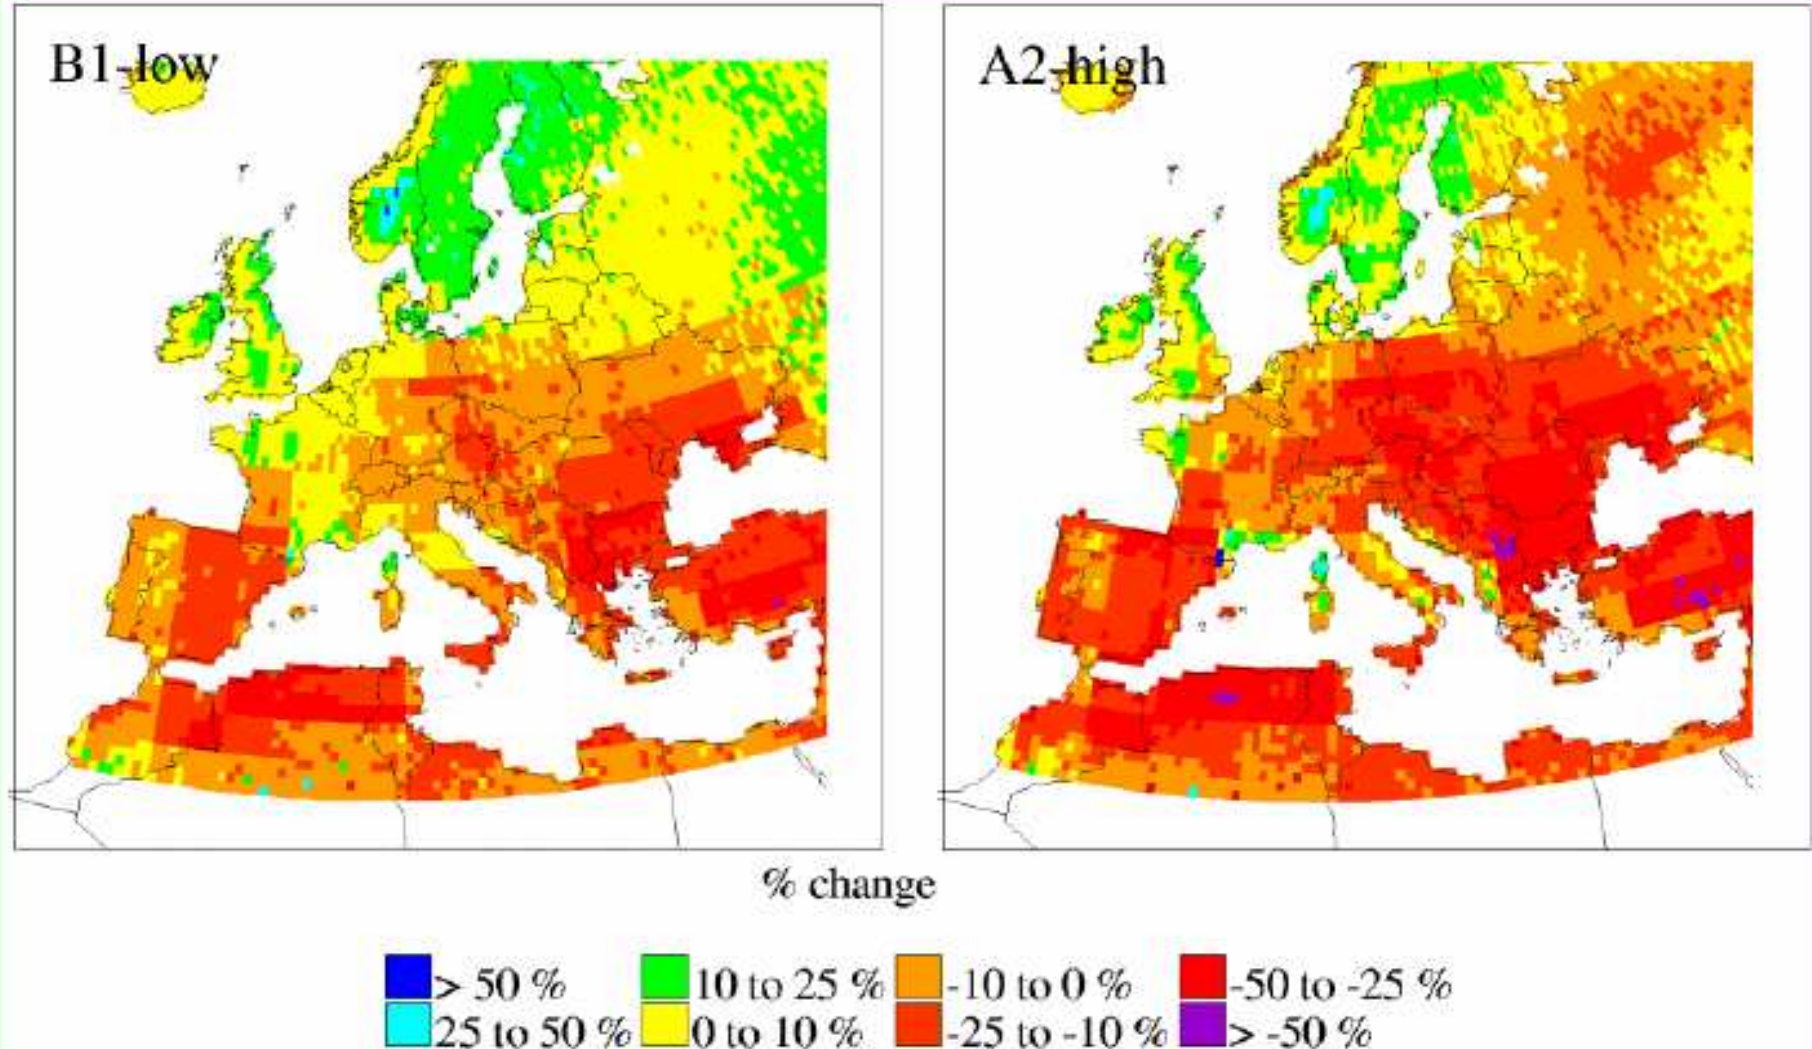 B1-low
A2-high
% change
> 50 % 10 to 25 % -10 to 0 % -50 to -25 %
25 to 50 % 0 to 10 % -25 to -10 % > -50 %